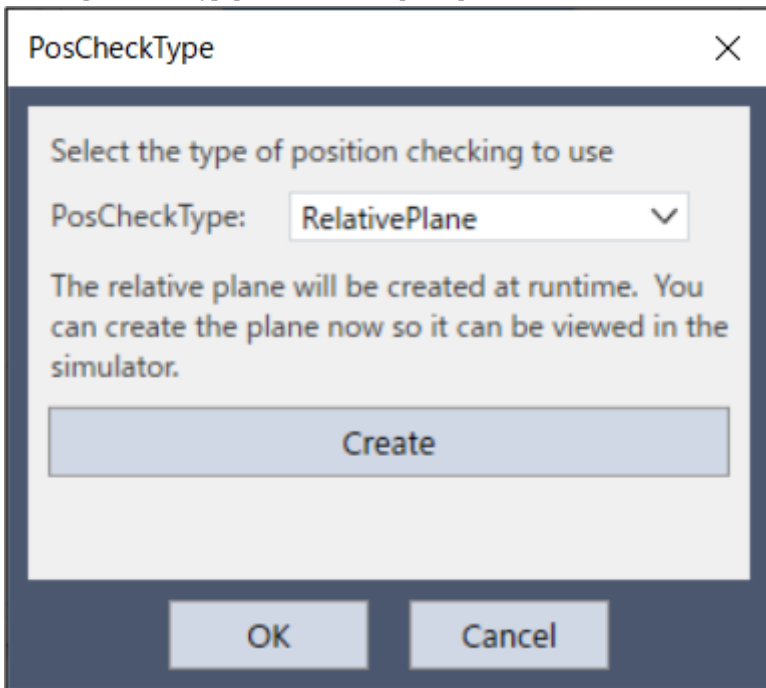 PosCheckType
Select the type of position checking to use
PosCheckType: RelativePlane
The relative plane will be created at runtime. You
can create the plane now so it can be viewed in the
simulator.
Create
OK Cancel